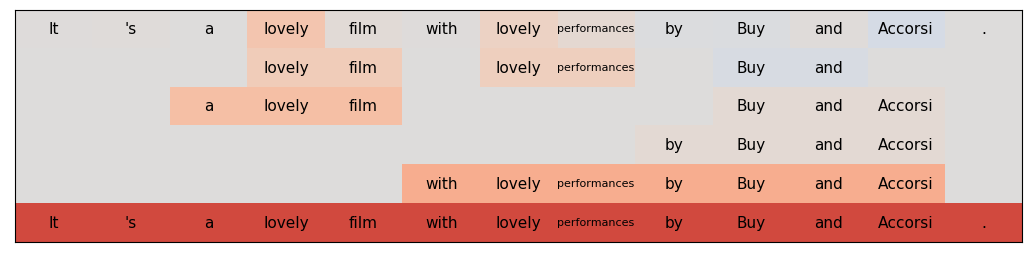 It 's a lovely film with lovely performances by Buy and Accorsi .
lovely film lovely performances Buy and
a lovely film Buy and Accorsi
by Buy and Accorsi
with lovely performances by Buy and Accorsi
It 's a lovely film with lovely performances by Buy and Accorsi .